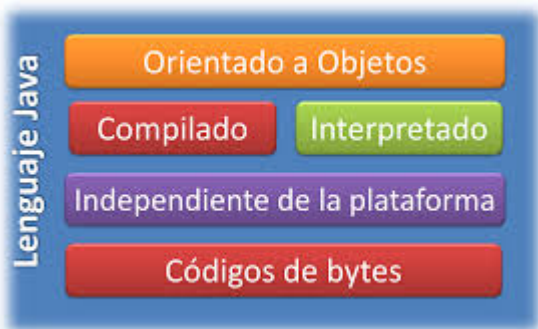 Lenguaje Java
Orientado a Objetos
Compilado
Interpretado
Independiente de la plataforma
Códigos de bytes